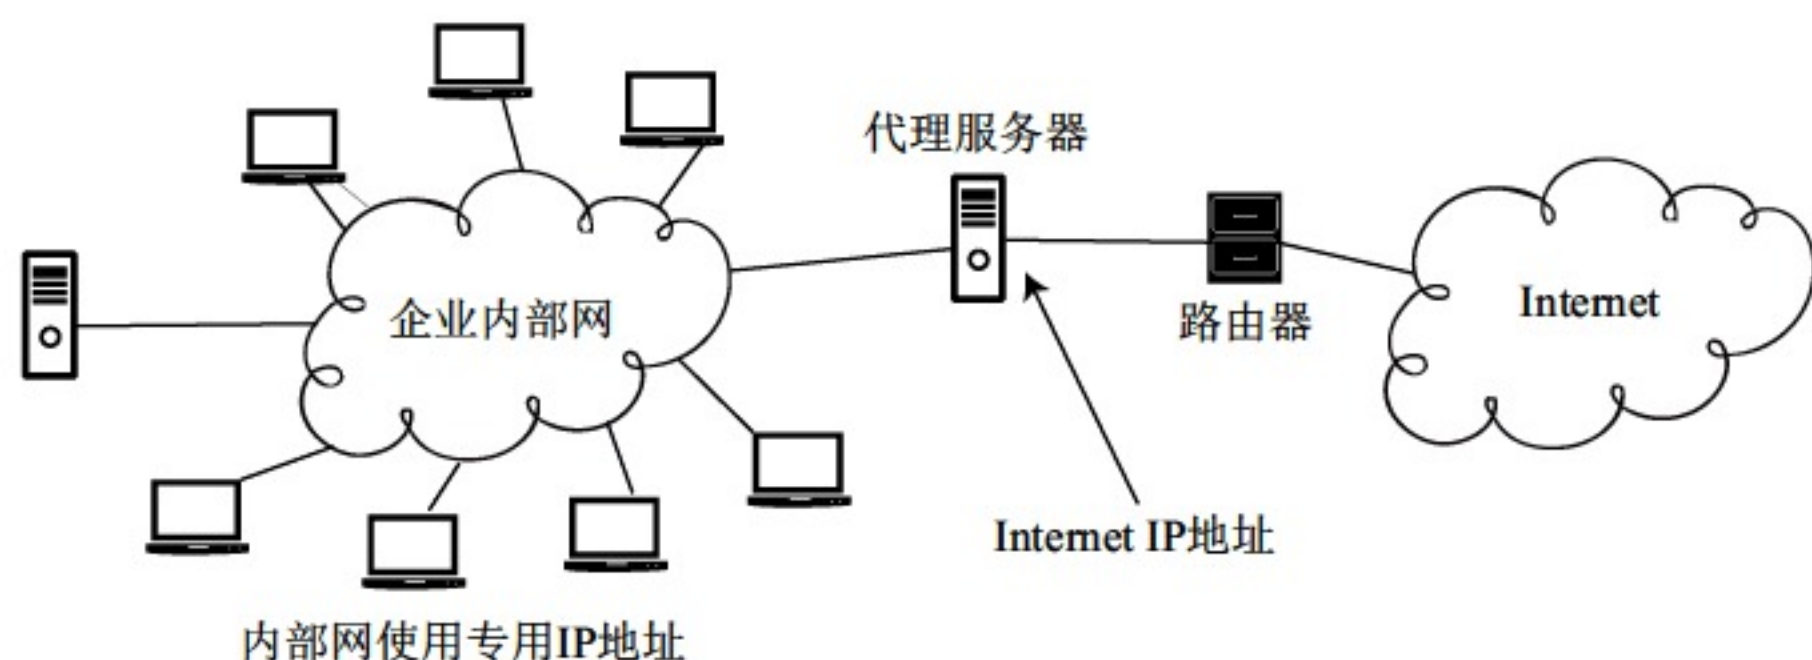 代理服务器
企业内部网
路由器
Internet
Internet IP地址
内部网使用专用IP地址